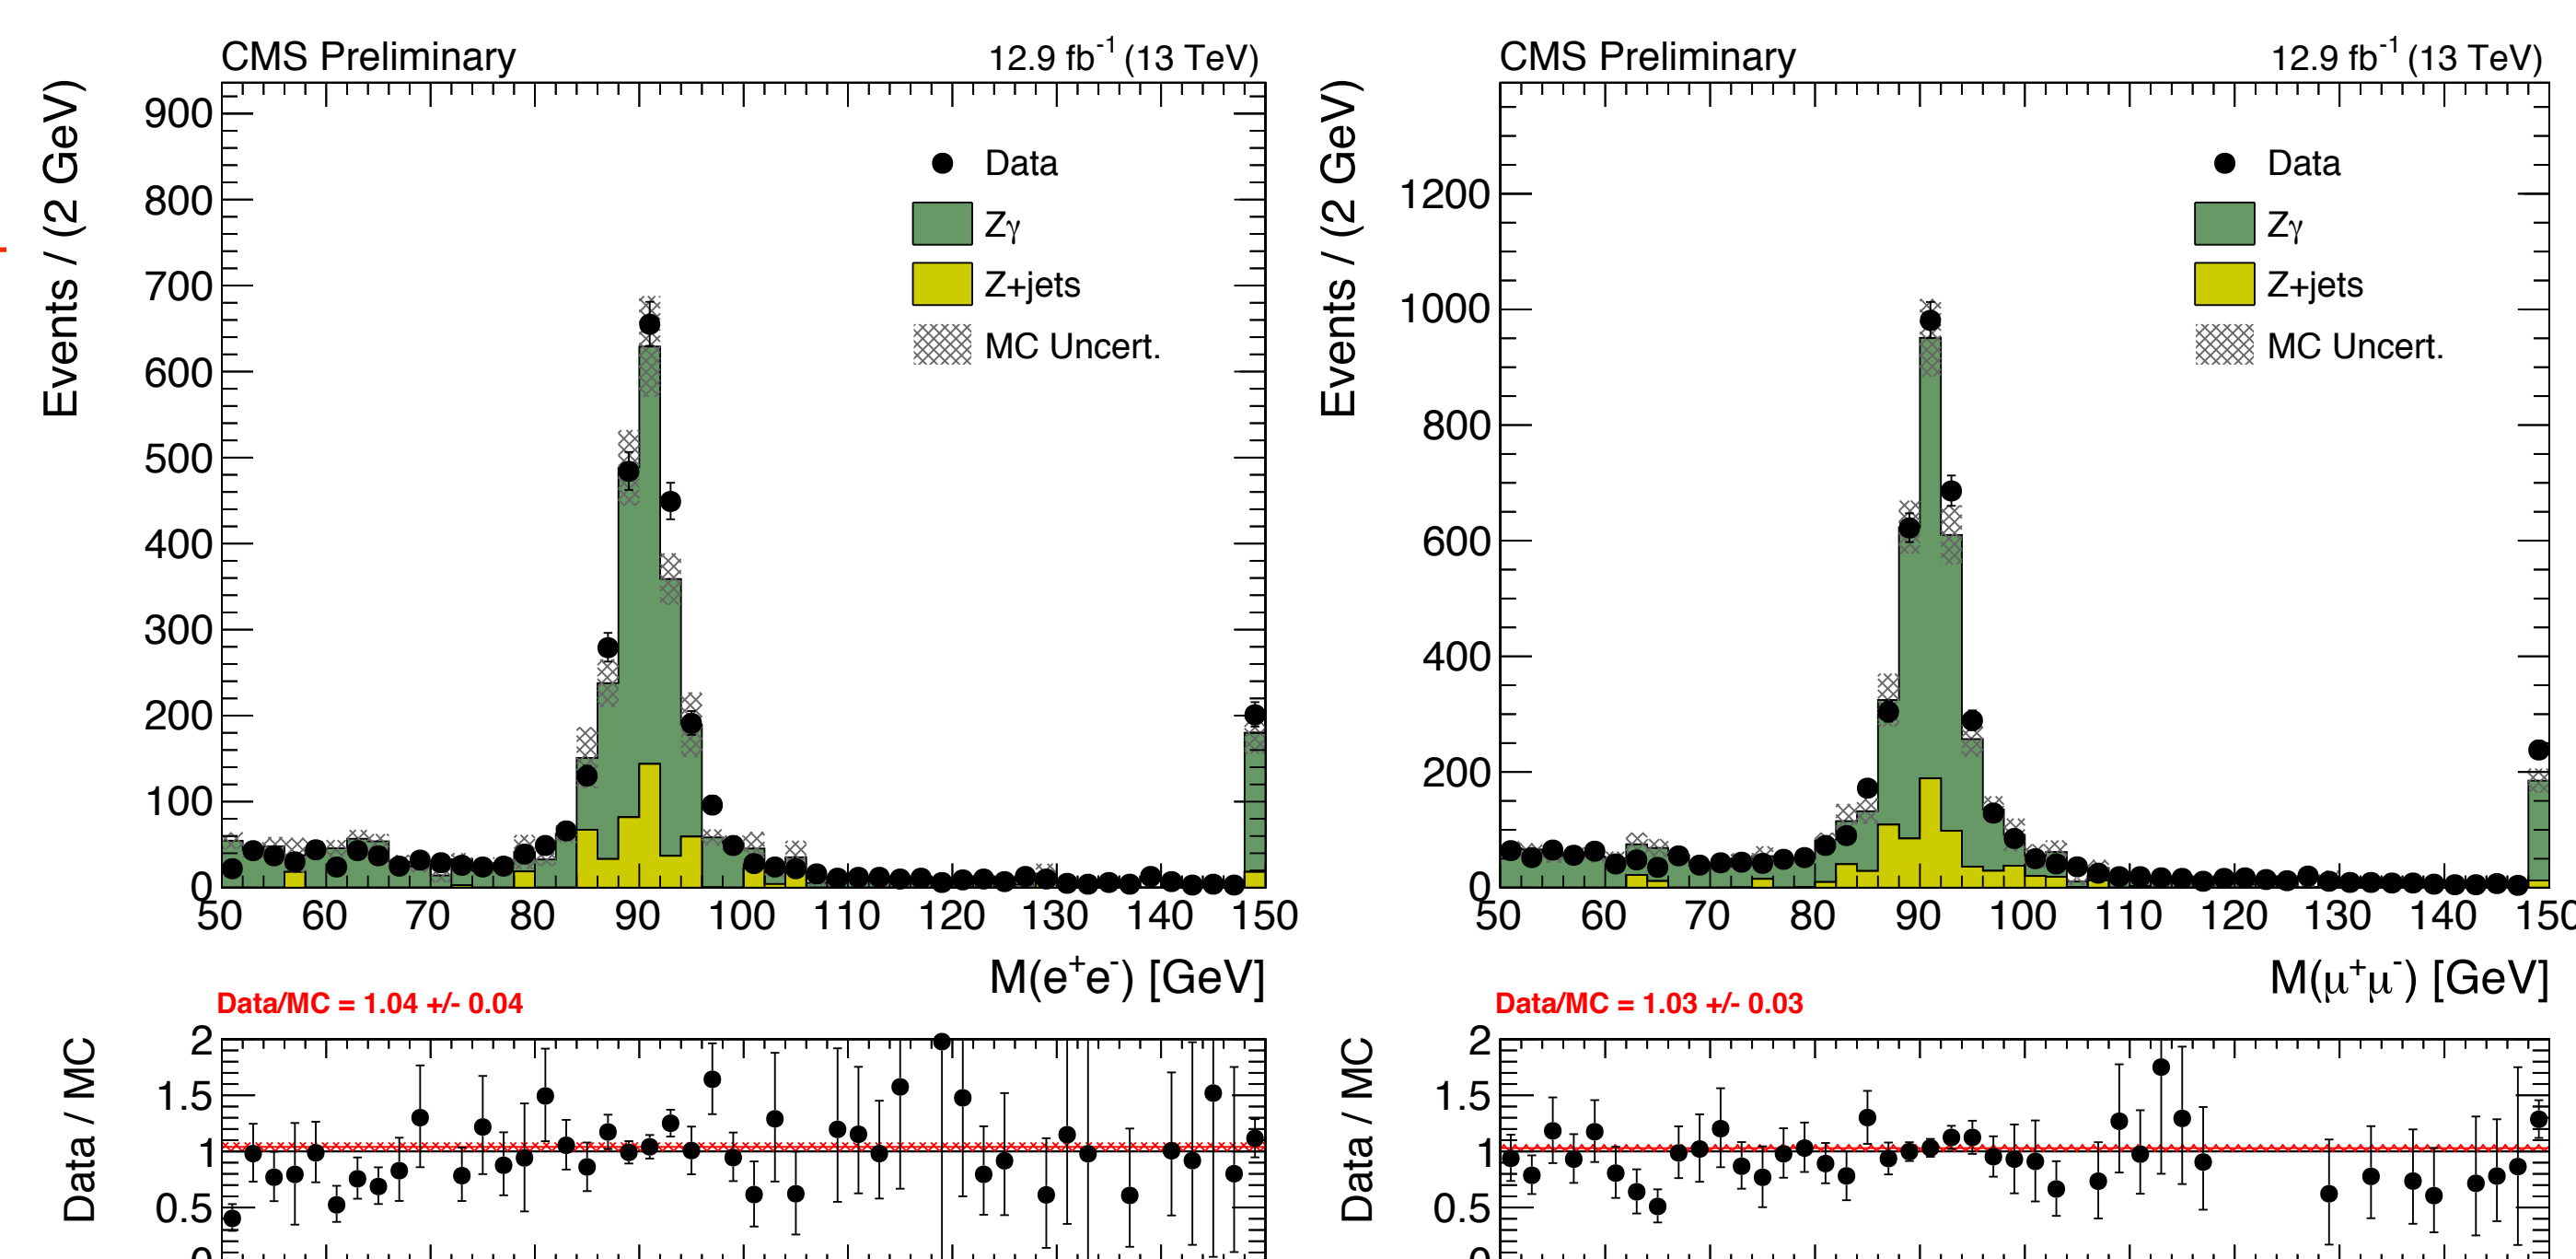 CMS Preliminary 12.9 fb⁻¹ (13 TeV)
Events / (2 GeV)
900
800
700
600
500
400
300
200
100
0
Data
Zγ
Z+jets
MC Uncert.
50 60 70 80 90 100 110 120 130 140 150
M(e⁺e⁻) [GeV]
Data/MC = 1.04 +/- 0.04
Data / MC
2
1.5
1
0.5
0
CMS Preliminary 12.9 fb⁻¹ (13 TeV)
Events / (2 GeV)
1200
1000
800
600
400
200
0
Data
Zγ
Z+jets
MC Uncert.
50 60 70 80 90 100 110 120 130 140 150
M(μ⁺μ⁻) [GeV]
Data/MC = 1.03 +/- 0.03
Data / MC
2
1.5
1
0.5
0